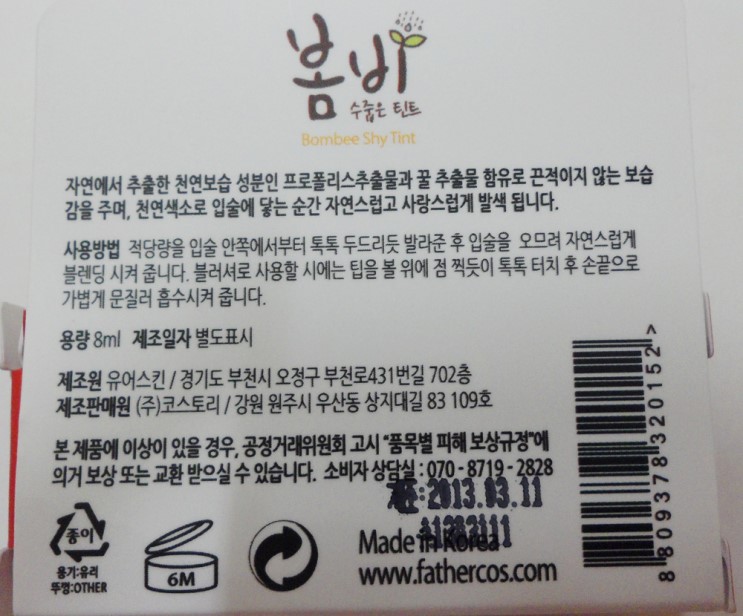 봄비
수줍은 틴트
Bombee Shy Tint
자연에서 추출한 천연보습 성분인 프로폴리스추출물과 꿀 추출물 함유로 끈적이지 않는 보습
감을 주며, 천연색소로 입술에 닿는 순간 자연스럽고 사랑스럽게 발색 됩니다.
사용방법 적당량을 입술 안쪽에서부터 톡톡 두드리듯 발라준 후 입술을 오므려 자연스럽게
블렌딩 시켜 줍니다. 블러셔로 사용할 시에는 팁을 볼 위에 점 찍듯이 톡톡 터치 후 손끝으로
가볍게 문질러 흡수시켜 줍니다.
용량 8ml 제조일자 별도표시
제조원 유어스킨 / 경기도 부천시 오정구 부천로431번길 702층
제조판매원 (주)코스토리 / 강원 원주시 우산동 상지대길 83 109호
본 제품에 이상이 있을 경우, 공정거래위원회 고시 “품목별 피해 보상규정”에
의거 보상 또는 교환 받으실 수 있습니다. 소비자 상담실 : 070 - 8719 - 2828
:2013.03.11
종이
용기:유리
뚜껑:OTHER
6M
Made in Korea
www.fathercos.com
8 809378 320152 >